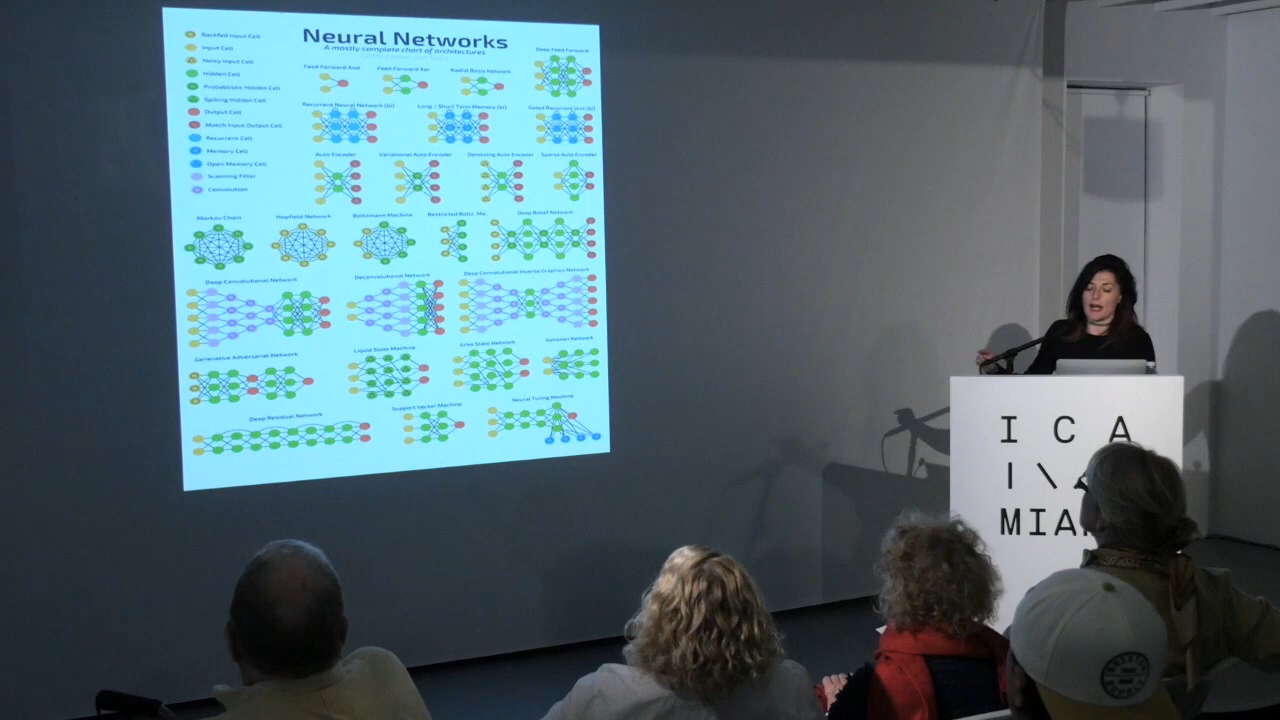 Neural Networks
A mostly complete chart of architectures
Backfed Input Cell
Input Cell
Noisy Input Cell
Hidden Cell
Probablistic Hidden Cell
Spiking Hidden Cell
Output Cell
Match Input Output Cell
Recurrent Cell
Memory Cell
Open Memory Cell
Scanning Filter
Convolution
Deep Feed Forward
Radial Basis Network
Recurrent Neural Network (bi)
Long / Short Term Memory (bi)
Gated Recurrent Unit (bi)
Auto Encoder
Variational Auto Encoder
Denoising Auto Encoder
Sparse Auto Encoder
Markov Chain
Hopfield Network
Boltzmann Machine
Restricted Boltz. Ma.
Deep Belief Network
Deep Convolutional Network
Deconvolutional Network
Deep Convolutional Inverse Graphics Network
Generative Adversarial Network
Liquid State Machine
Echo State Network
Kohonen Network
Deep Residual Network
Support Vector Machine
Neural Turing Machine
I C A
MIA